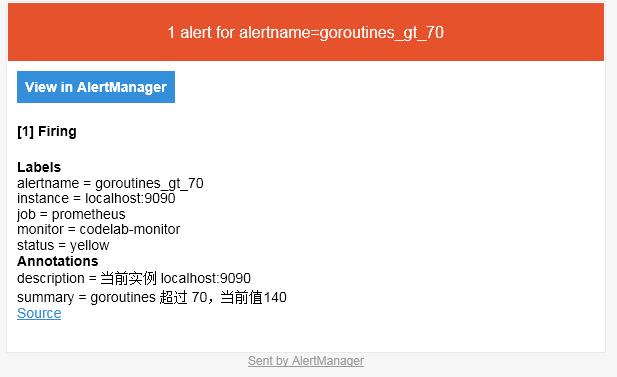 1 alert for alertname=goroutines_gt_70
View in AlertManager
[1] Firing
Labels
alertname = goroutines_gt_70
instance = localhost:9090
job = prometheus
monitor = codelab-monitor
status = yellow
Annotations
description = 当前实例 localhost:9090
summary = goroutines 超过 70，当前值140
Source
Sent by AlertManager